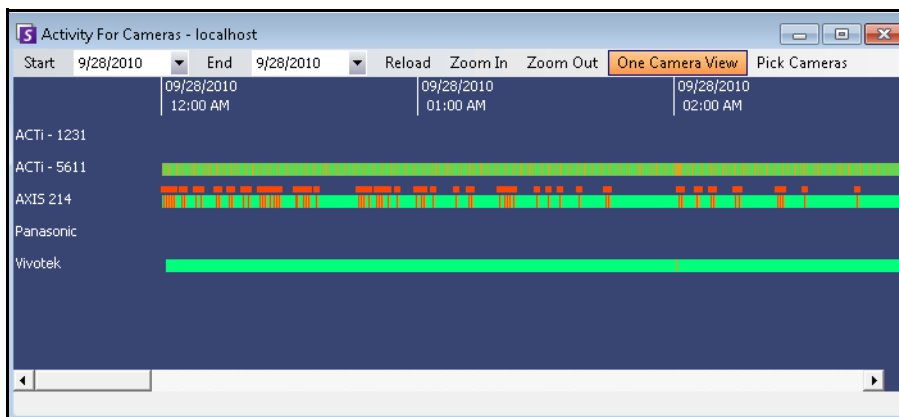 Activity For Cameras - localhost
Start 9/28/2010 End 9/28/2010 Reload Zoom In Zoom Out One Camera View Pick Cameras
09/28/2010 09/28/2010 09/28/2010
12:00 AM 01:00 AM 02:00 AM
ACTi - 1231
ACTi - 5611
AXIS 214
Panasonic
Vivotek